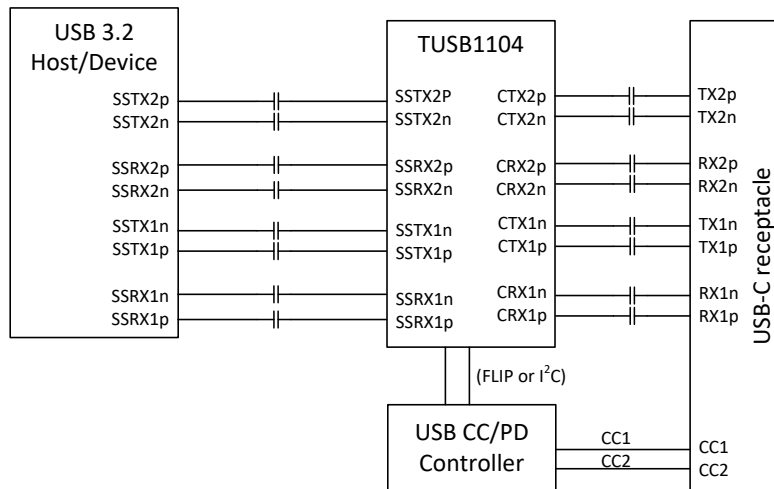 USB 3.2
Host/Device
SSTX2p
SSTX2n
SSRX2p
SSRX2n
SSTX1n
SSTX1p
SSRX1n
SSRX1p
TUSB1104
SSTX2P
SSTX2n
SSRX2p
SSRX2n
SSTX1n
SSTX1p
SSRX1n
SSRX1p
CTX2p
CTX2n
CRX2p
CRX2n
CTX1n
CTX1p
CRX1n
CRX1p
TX2p
TX2n
RX2p
RX2n
TX1n
TX1p
RX1n
RX1p
USB-C receptacle
(FLIP or I²C)
USB CC/PD
Controller
CC1
CC2
CC1
CC2